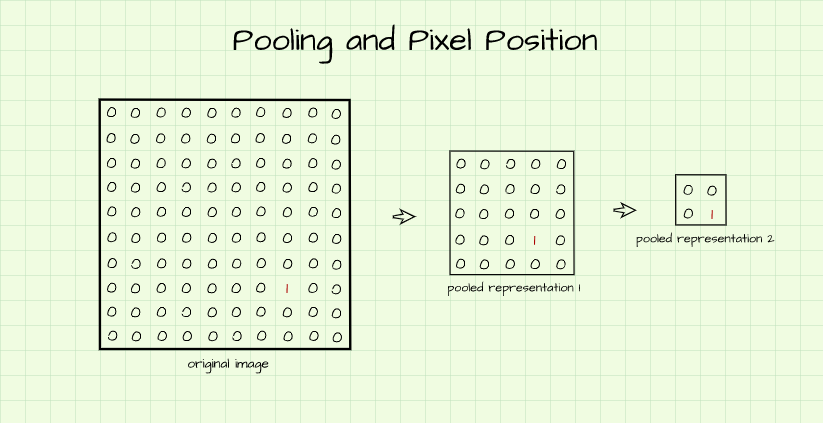 Pooling and Pixel Position
0 0 0 0 0 0 0 0 0 0
0 0 0 0 0 0 0 0 0 0
0 0 0 0 0 0 0 0 0 0
0 0 0 0 0 0 0 0 0 0
0 0 0 0 0 0 0 0 0 0
0 0 0 0 0 0 0 0 0 0
0 0 0 0 0 0 0 0 0 0
0 0 0 0 0 0 0 1 0 0
0 0 0 0 0 0 0 0 0 0
0 0 0 0 0 0 0 0 0 0
original image
0 0 0 0 0
0 0 0 0 0
0 0 0 0 0
0 0 0 1 0
0 0 0 0 0
pooled representation 1
0 0
0 1
pooled representation 2